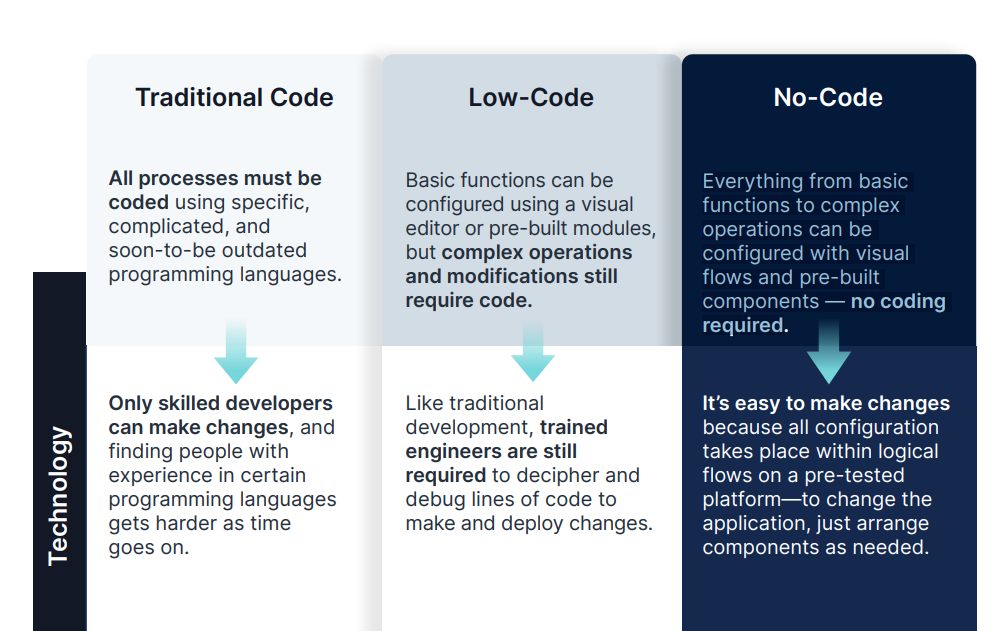 Traditional Code
Low-Code
No-Code
All processes must be
coded using specific,
complicated, and
soon-to-be outdated
programming languages.
Basic functions can be
configured using a visual
editor or pre-built modules,
but complex operations
and modifications still
require code.
Everything from basic
functions to complex
operations can be
configured with visual
flows and pre-built
components — no coding
required.
Technology
Only skilled developers
can make changes, and
finding people with
experience in certain
programming languages
gets harder as time
goes on.
Like traditional
development, trained
engineers are still
required to decipher and
debug lines of code to
make and deploy changes.
It’s easy to make changes
because all configuration
takes place within logical
flows on a pre-tested
platform—to change the
application, just arrange
components as needed.